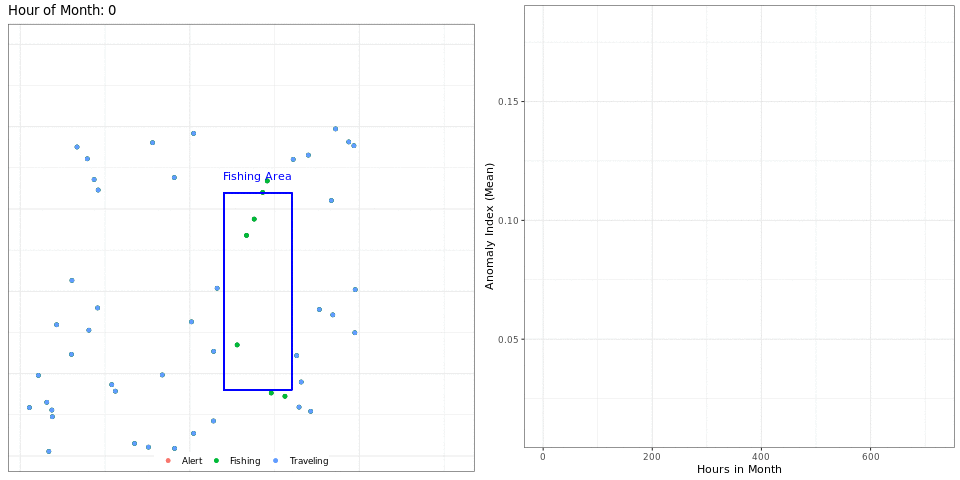 Hour of Month: 0
Fishing Area
Alert Fishing Traveling
Anomaly Index (Mean)
0.15
0.10
0.05
0 200 400 600
Hours in Month